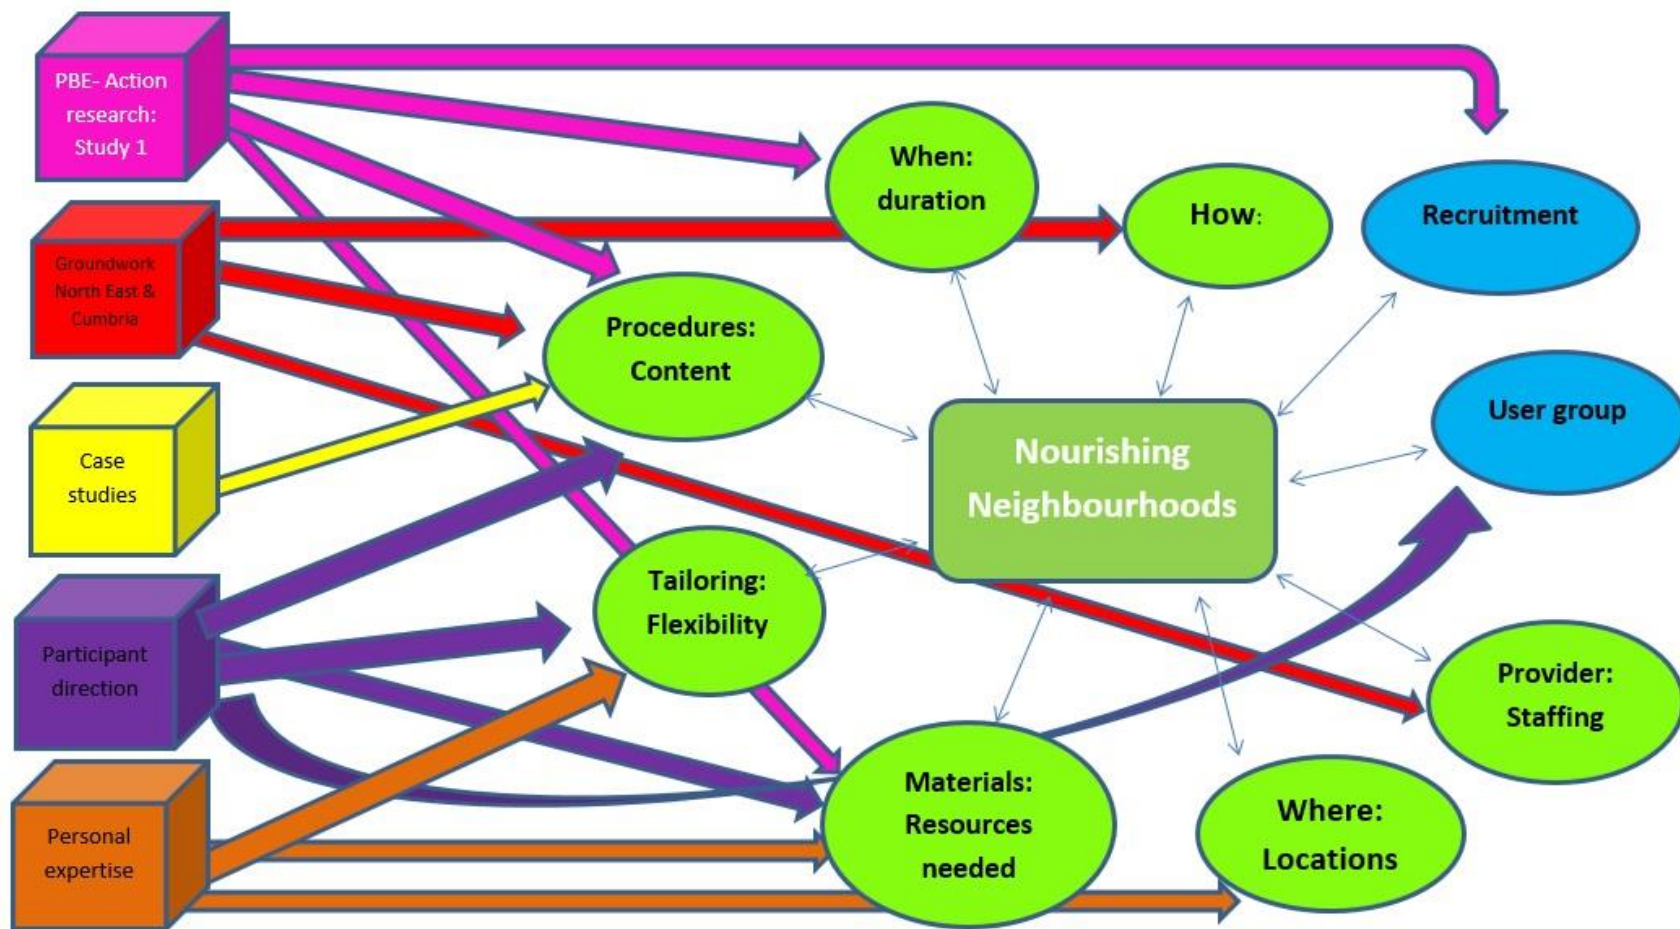 PBE- Action
research:
Study 1
Groundwork
North East &
Cumbria
Case
studies
Participant
direction
Personal
expertise
When:
duration
How:
Recruitment
Procedures:
Content
User group
Nourishing
Neighbourhoods
Tailoring:
Flexibility
Provider:
Staffing
Materials:
Resources
needed
Where:
Locations